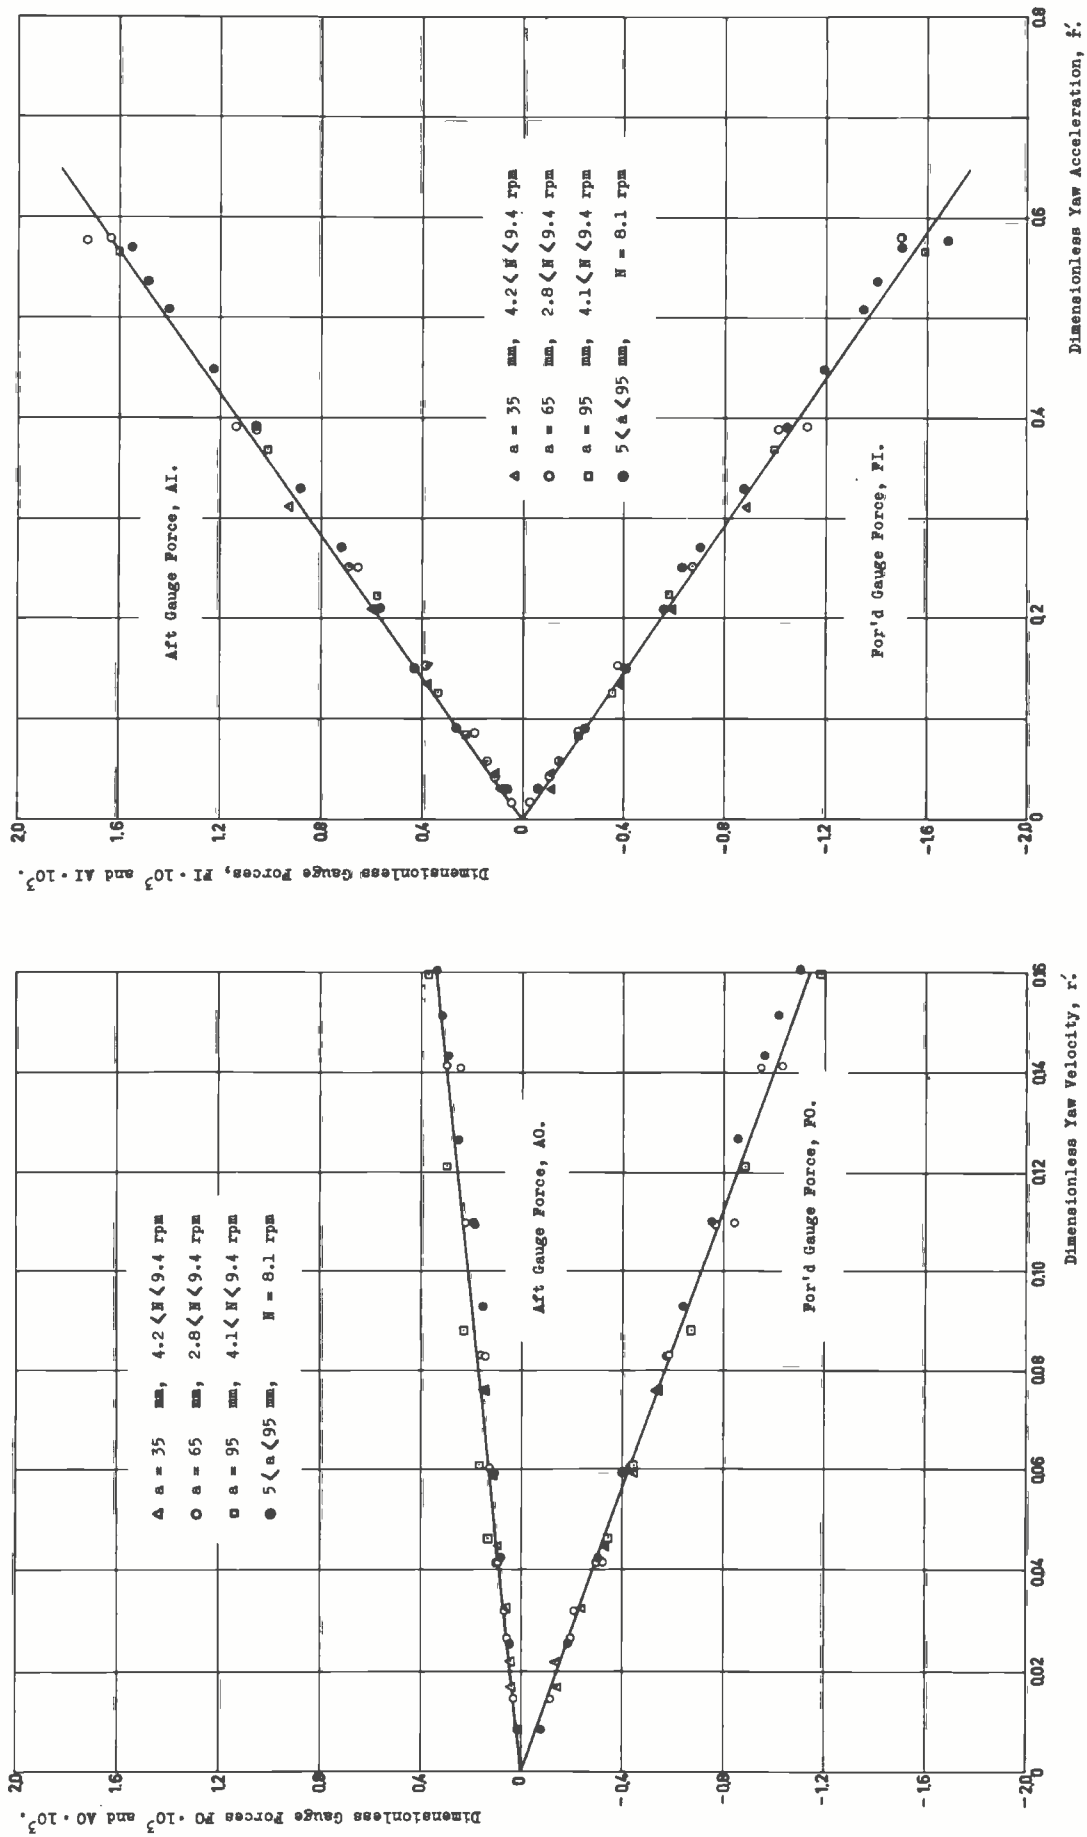 Dimensionless Gauge Forces, FI · 10³ and AI · 10³.
2.0
1.6
1.2
0.8
0.4
0
-0.4
-0.8
-1.2
-1.6
-2.0
0
0.2
0.4
0.6
0.8
Dimensionless Yaw Acceleration, ṙ′.
Aft Gauge Force, AI.
△ a = 35 mm, 4.2 < N < 9.4 rpm
○ a = 65 mm, 2.8 < N < 9.4 rpm
□ a = 95 mm, 4.1 < N < 9.4 rpm
● 5 < a < 95 mm, N = 8.1 rpm
For'd Gauge Force, FI.
Dimensionless Gauge Forces FO · 10³ and AO · 10³.
2.0
1.6
1.2
0.8
0.4
0
-0.4
-0.8
-1.2
-1.6
-2.0
0
0.02
0.04
0.06
0.08
0.10
0.12
0.14
0.16
Dimensionless Yaw Velocity, r′.
△ a = 35 mm, 4.2 < N < 9.4 rpm
○ a = 65 mm, 2.8 < N < 9.4 rpm
□ a = 95 mm, 4.1 < N < 9.4 rpm
● 5 < a < 95 mm, N = 8.1 rpm
Aft Gauge Force, AO.
For'd Gauge Force, FO.